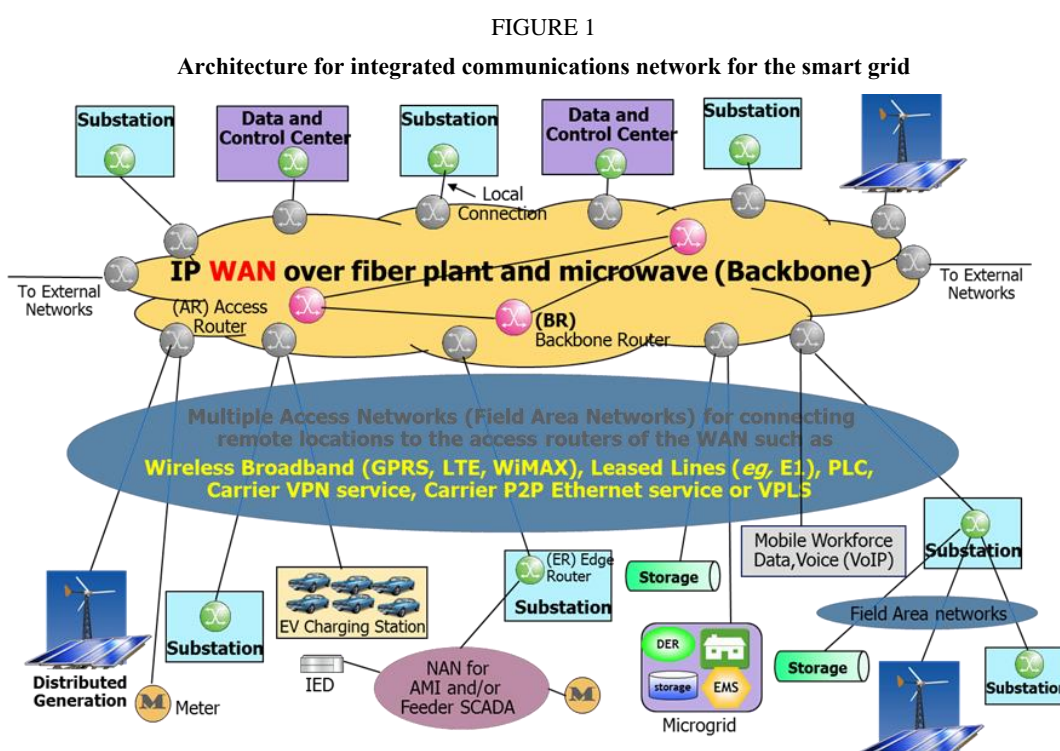 FIGURE 1
Architecture for integrated communications network for the smart grid
Substation
Data and
Control Center
Substation
Data and
Control Center
Substation
Local
Connection
IP WAN over fiber plant and microwave (Backbone)
To External
Networks
To External
Networks
(AR) Access
Router
(BR)
Backbone Router
Multiple Access Networks (Field Area Networks) for connecting
remote locations to the access routers of the WAN such as
Wireless Broadband (GPRS, LTE, WiMAX), Leased Lines (eg, E1), PLC,
Carrier VPN service, Carrier P2P Ethernet service or VPLS
Distributed
Generation
M
Meter
Substation
EV Charging Station
(ER) Edge
Router
Substation
IED
NAN for
AMI and/or
Feeder SCADA
M
Storage
DER
storage
EMS
Microgrid
Mobile Workforce
Data,Voice (VoIP)
Substation
Field Area networks
Storage
Substation